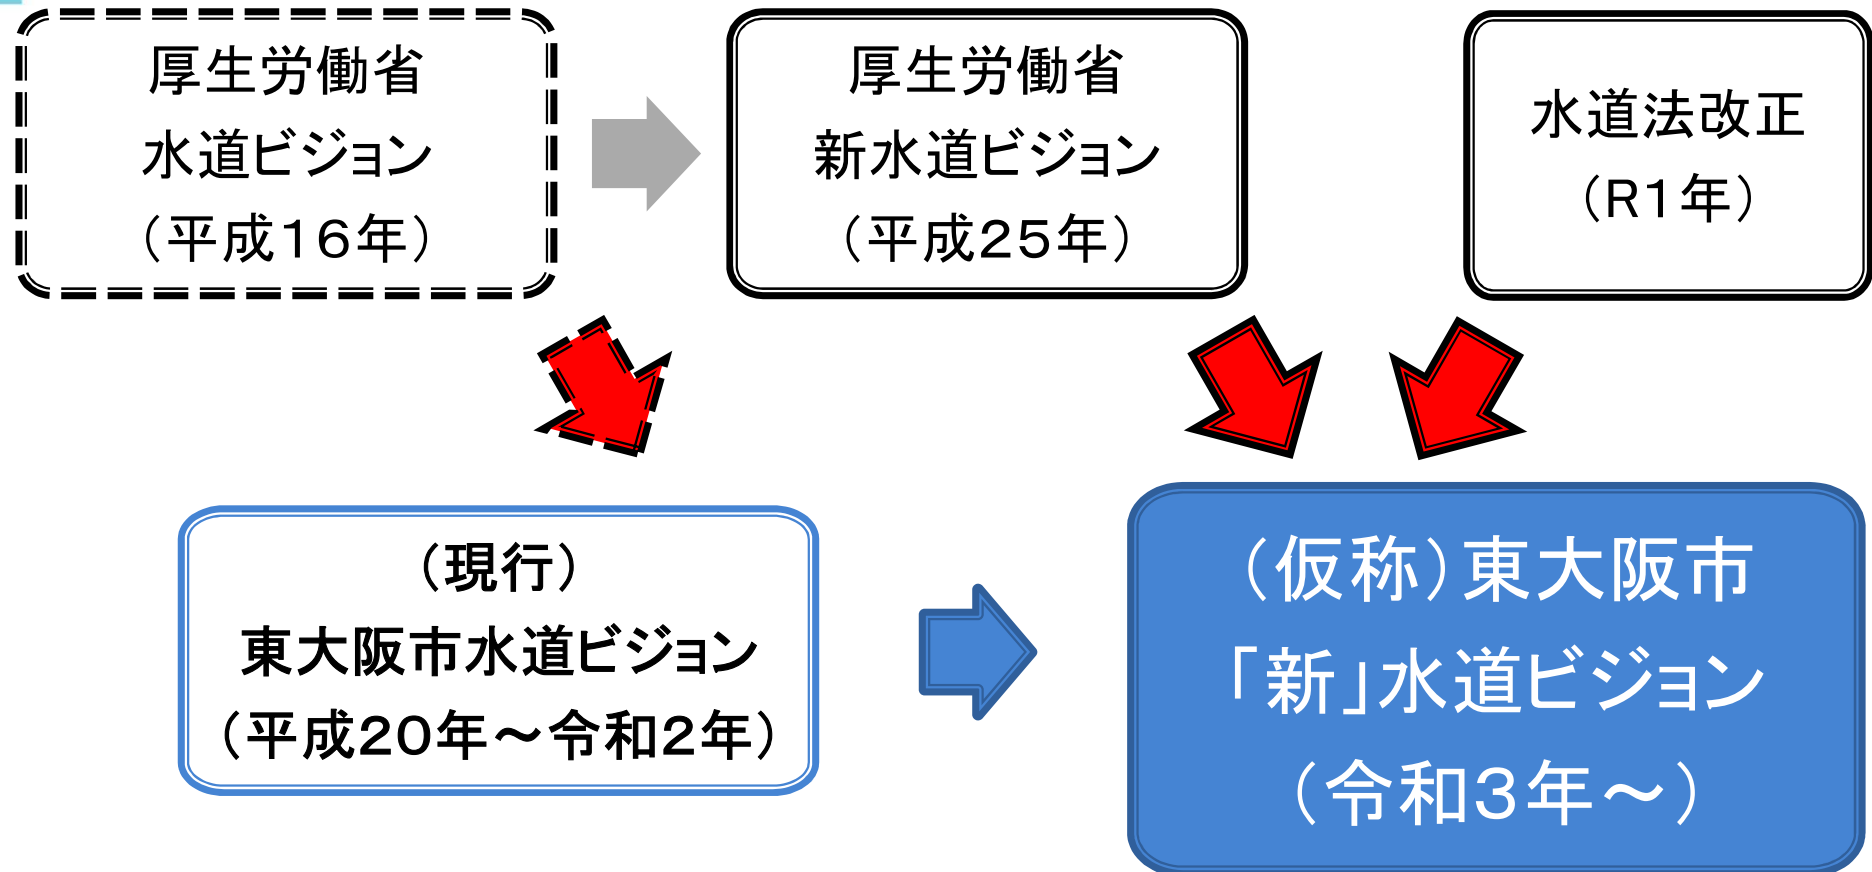 厚生労働省
水道ビジョン
（平成16年）
厚生労働省
新水道ビジョン
（平成25年）
水道法改正
（R1年）
（現行）
東大阪市水道ビジョン
（平成20年～令和2年）
（仮称）東大阪市
「新」水道ビジョン
（令和3年～）